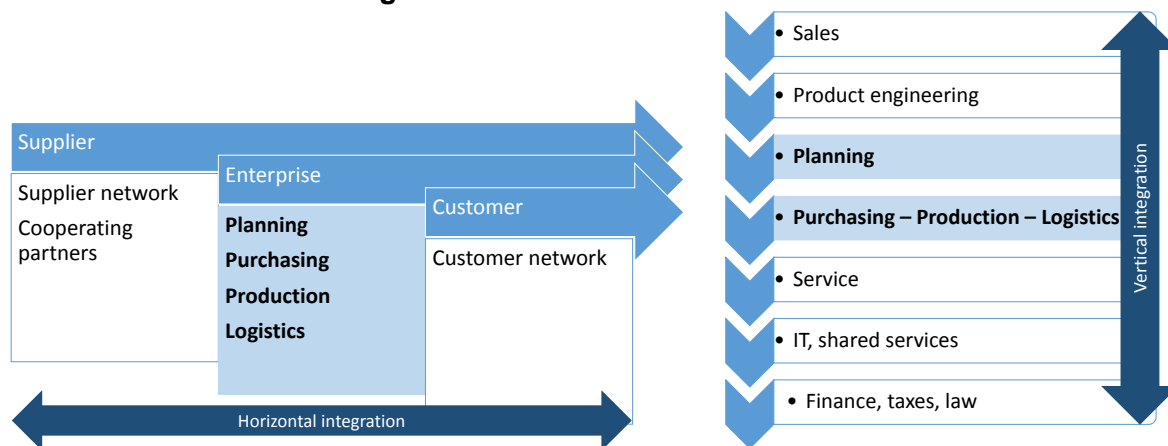 Supplier
Supplier network
Cooperating
partners
Enterprise
Planning
Purchasing
Production
Logistics
Customer
Customer network
Horizontal integration
• Sales
• Product engineering
• Planning
• Purchasing – Production – Logistics
• Service
• IT, shared services
• Finance, taxes, law
Vertical integration